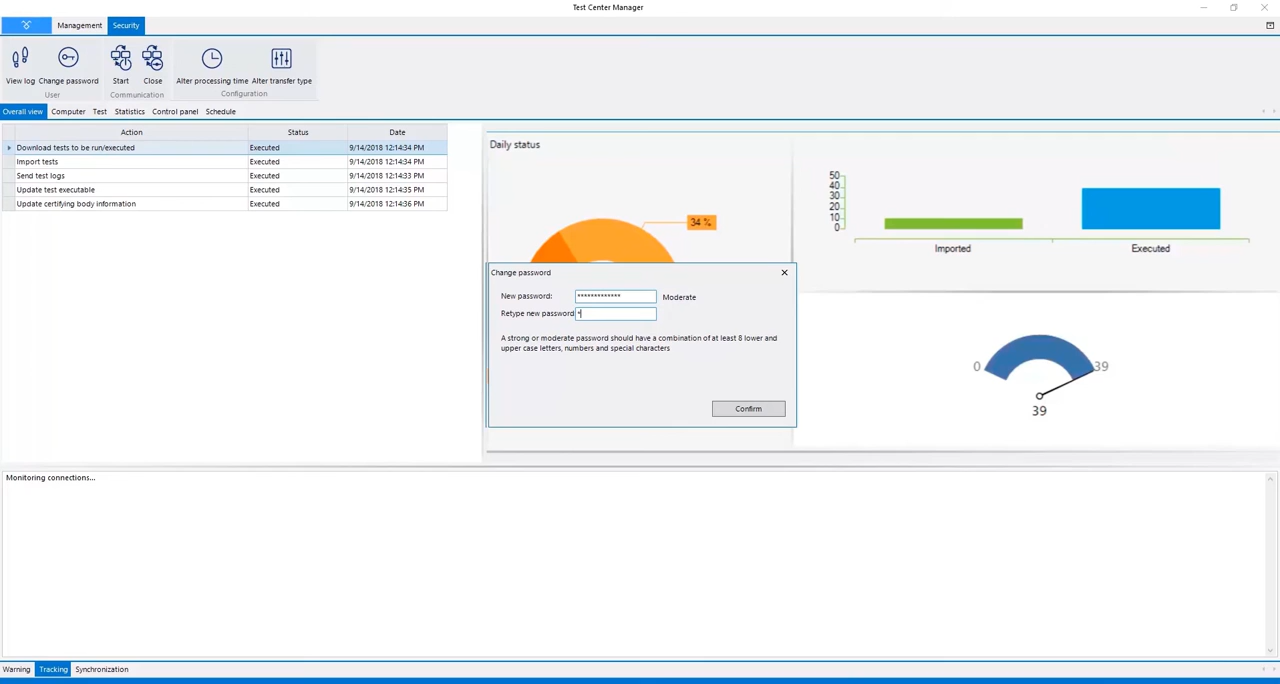 Test Center Manager
Management Security
View log Change password Start Close Alter processing time Alter transfer type
User Communication Configuration
Overall view Computer Test Statistics Control panel Schedule
Action Status Date
Download tests to be run/executed Executed 9/14/2018 12:14:34 PM
Import tests Executed 9/14/2018 12:14:34 PM
Send test logs Executed 9/14/2018 12:14:33 PM
Update test executable Executed 9/14/2018 12:14:35 PM
Update certifying body information Executed 9/14/2018 12:14:36 PM
Daily status
34 %
50
40
30
20
10
0
Imported Executed
Change password
New password: ************* Moderate
Retype new password *
A strong or moderate password should have a combination of at least 8 lower and
upper case letters, numbers and special characters
Confirm
0 39
39
Monitoring connections...
Warning Tracking Synchronization